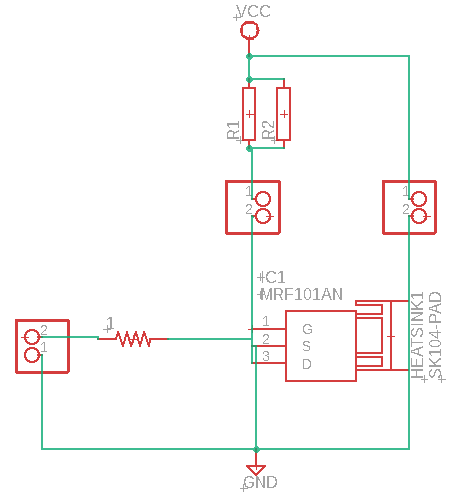 VCC
R1
R2
1
2
1
2
C1
MRF101AN
1
2
3
G
S
D
HEATSINK1
SK104-PAD
2
1
1
GND